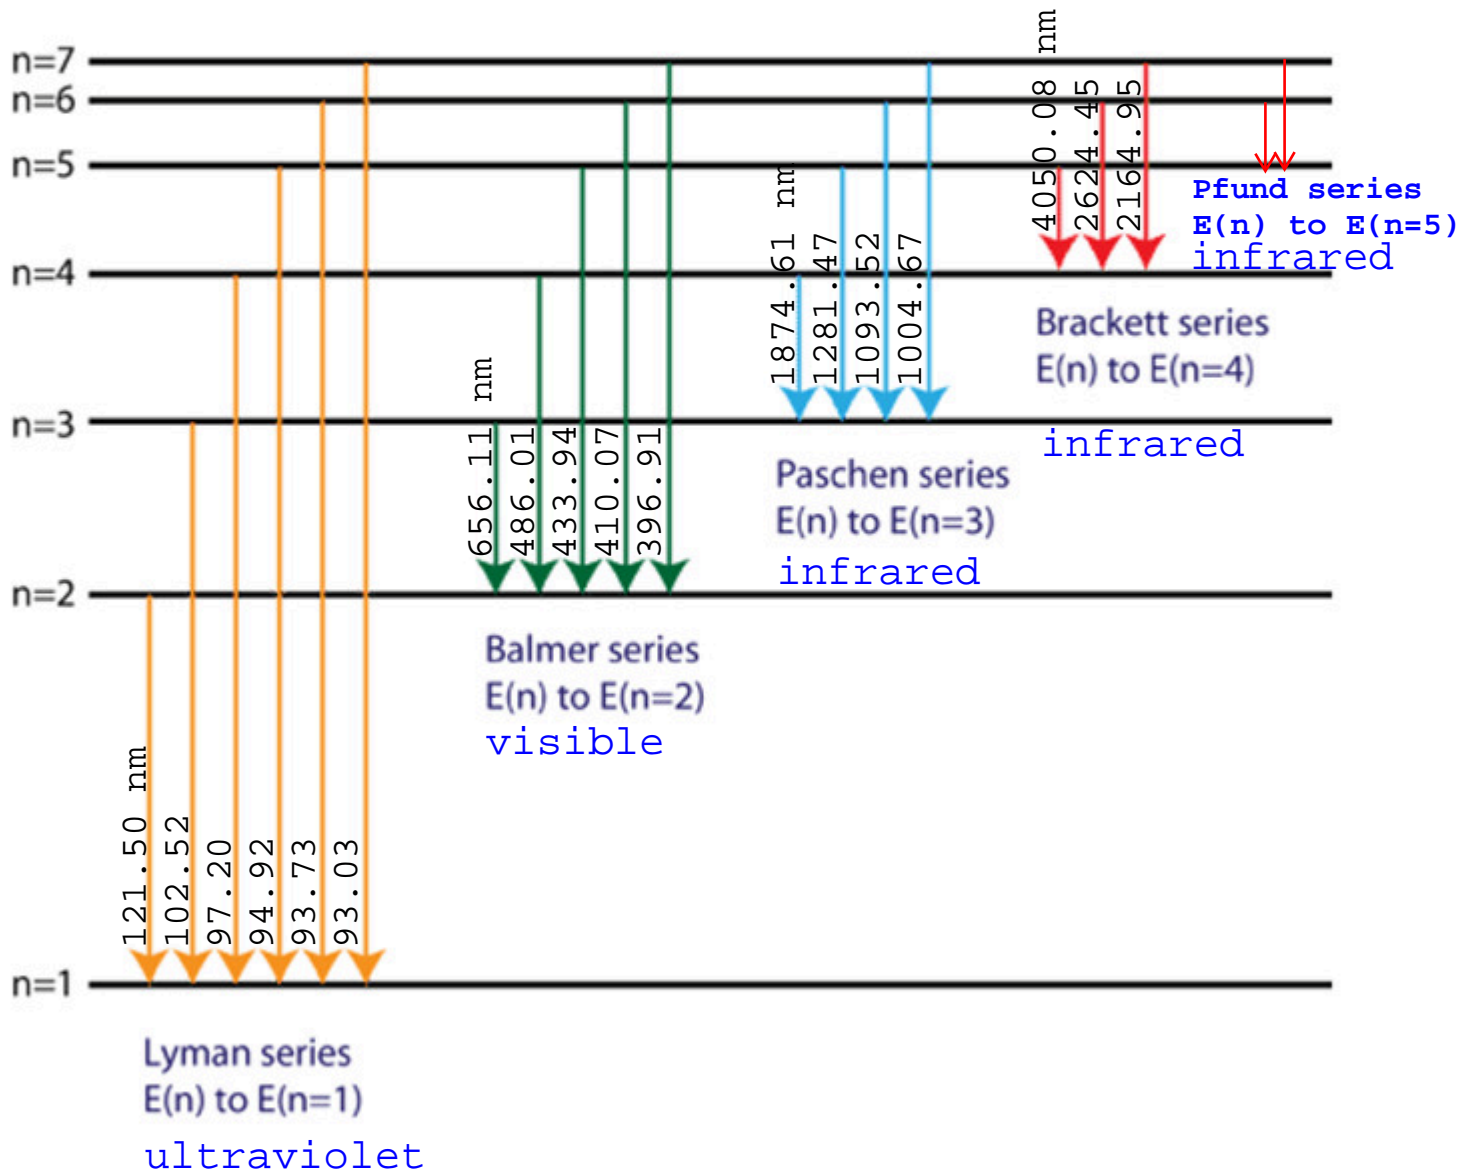 n=7
n=6
n=5
n=4
n=3
n=2
n=1
121.50 nm
102.52
97.20
94.92
93.73
93.03
Lyman series
E(n) to E(n=1)
ultraviolet
656.11 nm
486.01
433.94
410.07
396.91
Balmer series
E(n) to E(n=2)
visible
1874.61 nm
1281.47
1093.52
1004.67
Paschen series
E(n) to E(n=3)
infrared
4050.08 nm
2624.45
2164.95
Brackett series
E(n) to E(n=4)
infrared
Pfund series
E(n) to E(n=5)
infrared